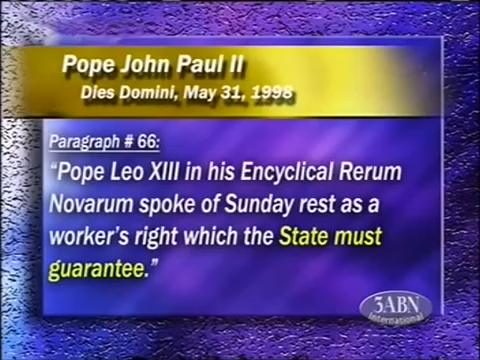 Pope John Paul II
Dies Domini, May 31, 1998
Paragraph # 66:
“Pope Leo XIII in his Encyclical Rerum
Novarum spoke of Sunday rest as a
worker’s right which the State must
guarantee.”
3ABN
International